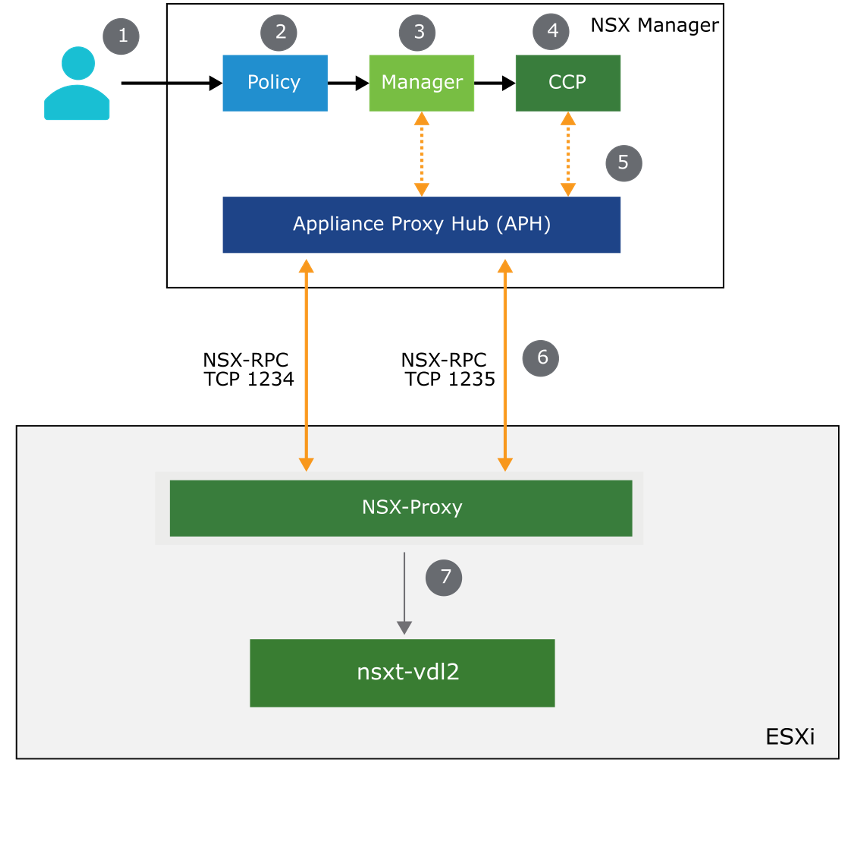 1
2
3
4
NSX Manager
Policy
Manager
CCP
5
Appliance Proxy Hub (APH)
NSX-RPC
TCP 1234
NSX-RPC
TCP 1235
6
NSX-Proxy
7
nsxt-vdl2
ESXi